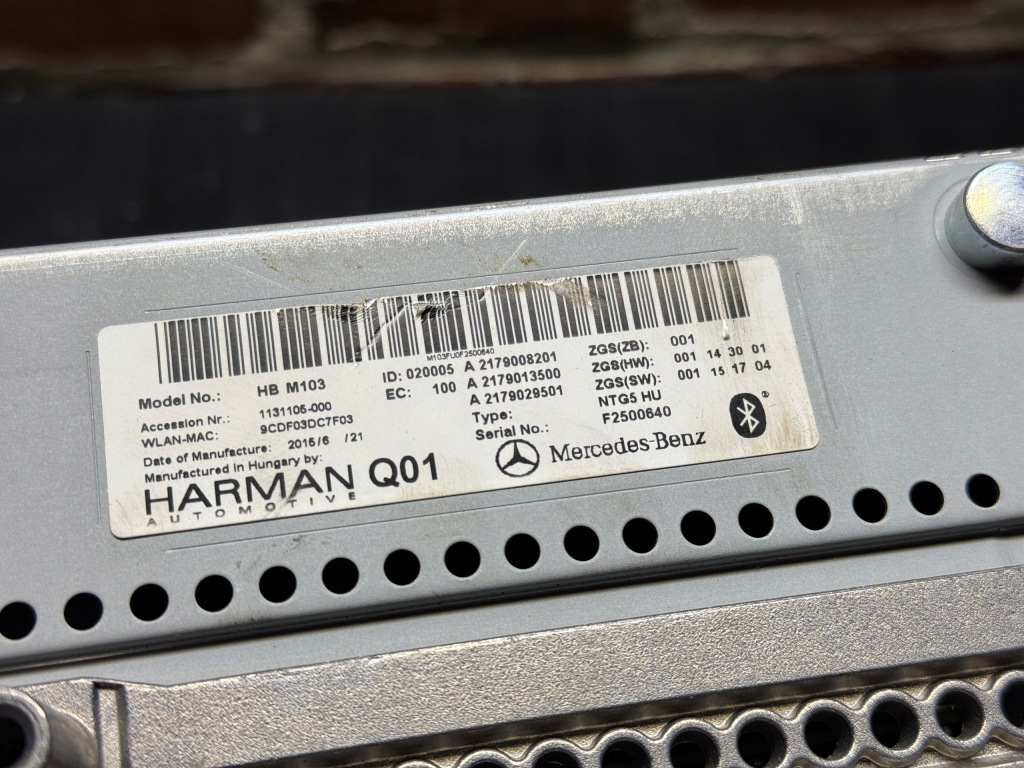 M103FU0F2500640
Model No.: HB M103
ID: 020005 A 2179008201
EC: 100 A 2179013500
A 2179029501
ZGS(ZB): 001
ZGS(HW): 001 14 30 01
ZGS(SW): 001 15 17 04
Accession Nr.: 1131106-000
WLAN-MAC: 9CDF03DC7F03
Type: NTG5 HU
Serial No.: F2500640
Date of Manufacture: 2015/6 /21
Manufactured in Hungary by:
HARMAN Q01
AUTOMOTIVE
Mercedes-Benz